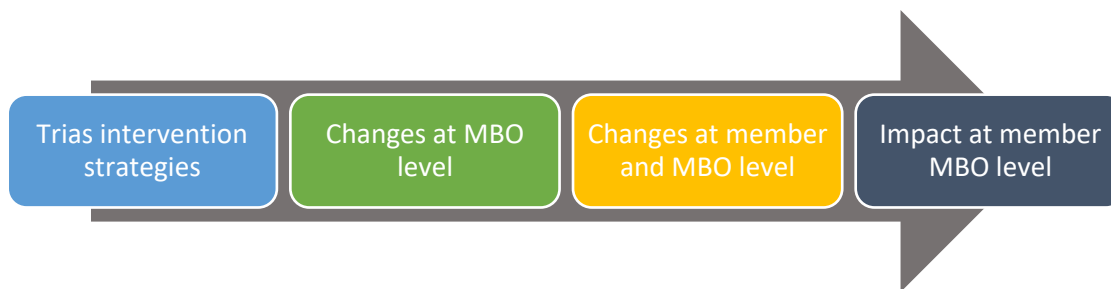 Trias intervention
strategies
Changes at MBO
level
Changes at member
and MBO level
Impact at member
MBO level